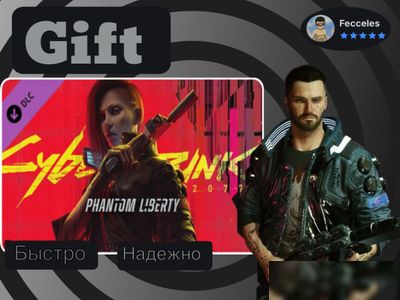 Gift
Fecceles
DLC
Cyberpunk
2077
PHANTOM LIBERTY
Быстро
Надежно